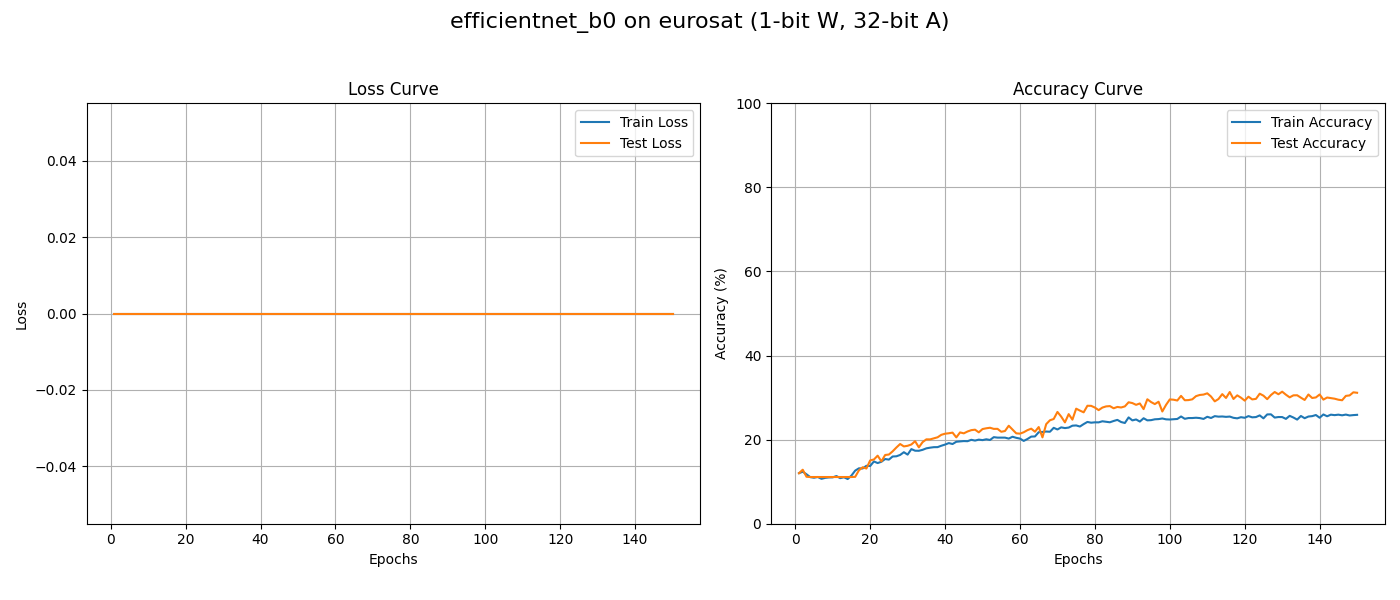 efficientnet_b0 on eurosat (1-bit W, 32-bit A)
Loss Curve
Train Loss
Test Loss
0.04
0.02
0.00
−0.02
−0.04
Loss
0 20 40 60 80 100 120 140
Epochs
Accuracy Curve
Train Accuracy
Test Accuracy
100
80
60
40
20
0
Accuracy (%)
0 20 40 60 80 100 120 140
Epochs